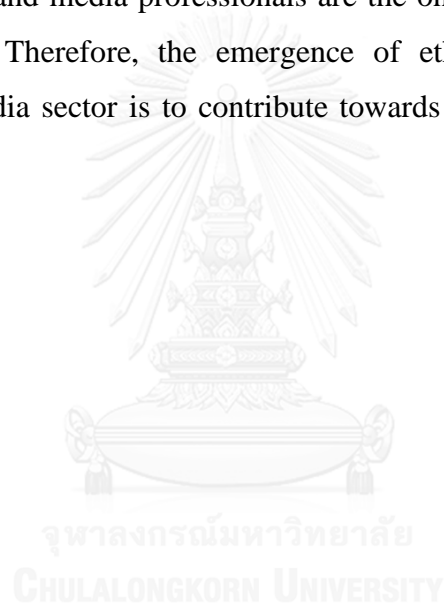 and media professionals are the on
Therefore, the emergence of et
dia sector is to contribute towards
จุฬาลงกรณ์มหาวิทยาลัย
CHULALONGKORN UNIVERSITY